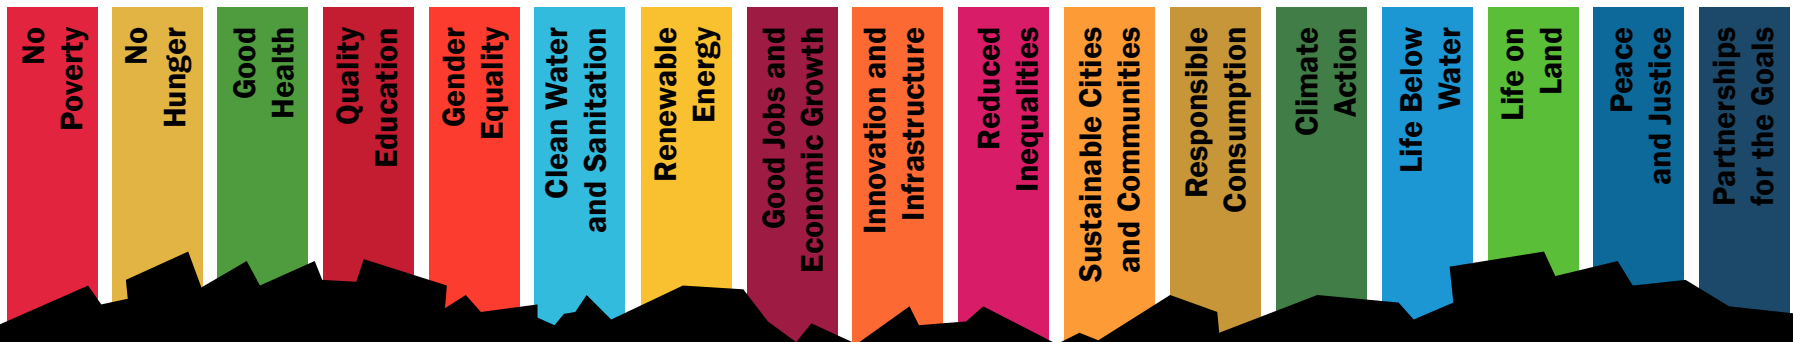 No
Poverty
No
Hunger
Good
Health
Quality
Education
Gender
Equality
Clean Water
and Sanitation
Renewable
Energy
Good Jobs and
Economic Growth
Innovation and
Infrastructure
Reduced
Inequalities
Sustainable Cities
and Communities
Responsible
Consumption
Climate
Action
Life Below
Water
Life on
Land
Peace
and Justice
Partnerships
for the Goals